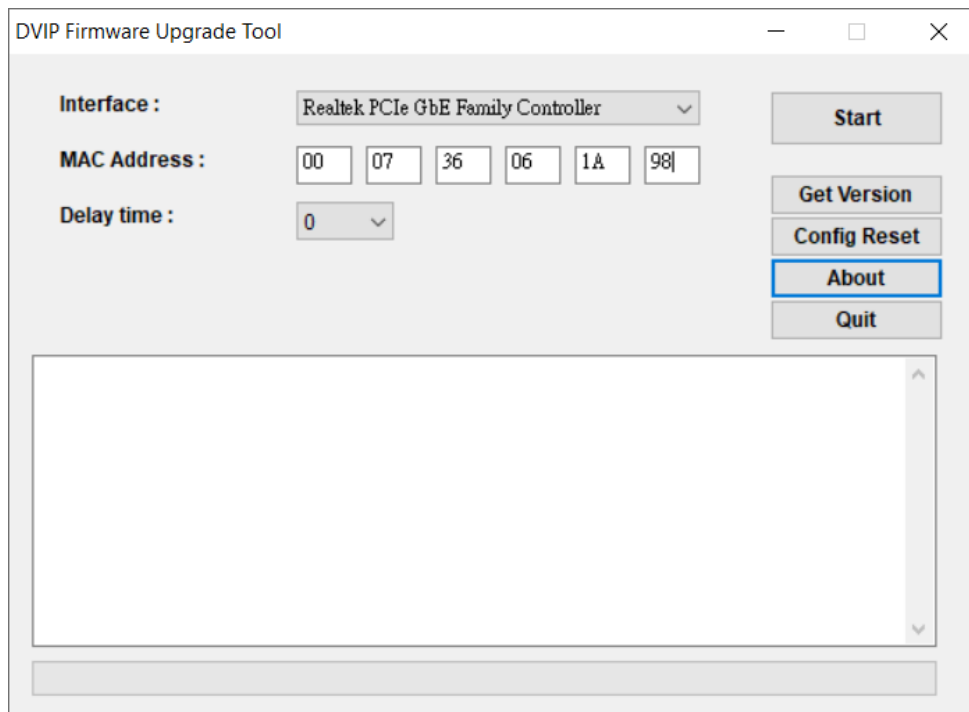 DVIP Firmware Upgrade Tool
Interface :
Realtek PCIe GbE Family Controller
Start
MAC Address :
00 07 36 06 1A 98
Get Version
Delay time :
0
Config Reset
About
Quit